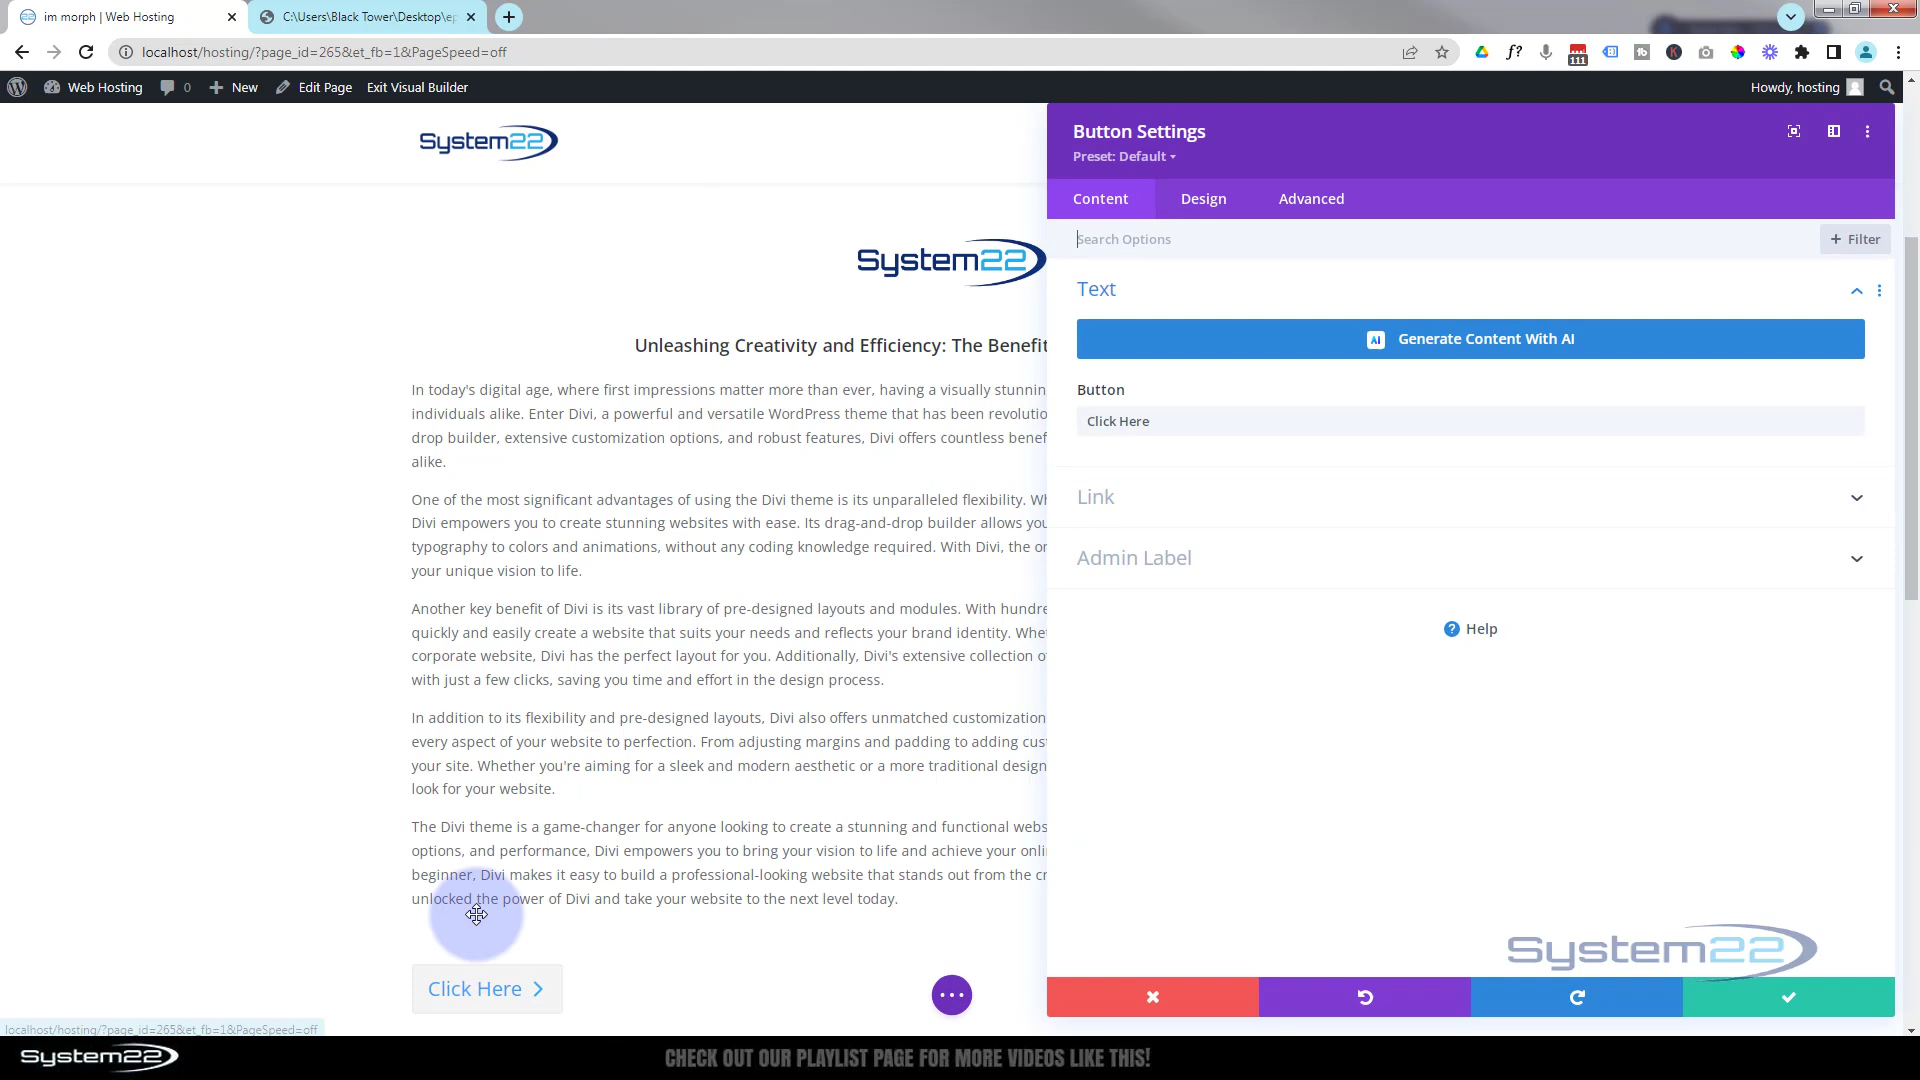 im morph | Web Hosting
C:\Users\Black Tower\Desktop\ep
localhost/hosting/?page_id=265&et_fb=1&PageSpeed=off
f?
111
Web Hosting
0
New
Edit Page
Exit Visual Builder
Howdy, hosting
System22
System22
Unleashing Creativity and Efficiency: The Benefit
In today's digital age, where first impressions matter more than ever, having a visually stunnin
individuals alike. Enter Divi, a powerful and versatile WordPress theme that has been revolutio
drop builder, extensive customization options, and robust features, Divi offers countless benef
alike.
One of the most significant advantages of using the Divi theme is its unparalleled flexibility. Wh
Divi empowers you to create stunning websites with ease. Its drag-and-drop builder allows you
typography to colors and animations, without any coding knowledge required. With Divi, the on
your unique vision to life.
Another key benefit of Divi is its vast library of pre-designed layouts and modules. With hundre
quickly and easily create a website that suits your needs and reflects your brand identity. Whet
corporate website, Divi has the perfect layout for you. Additionally, Divi's extensive collection o
with just a few clicks, saving you time and effort in the design process.
In addition to its flexibility and pre-designed layouts, Divi also offers unmatched customization
every aspect of your website to perfection. From adjusting margins and padding to adding cus
your site. Whether you're aiming for a sleek and modern aesthetic or a more traditional design
look for your website.
The Divi theme is a game-changer for anyone looking to create a stunning and functional webs
options, and performance, Divi empowers you to bring your vision to life and achieve your onli
beginner, Divi makes it easy to build a professional-looking website that stands out from the cr
unlocked the power of Divi and take your website to the next level today.
Click Here
Button Settings
Preset: Default
Content
Design
Advanced
Search Options
+ Filter
Text
AI Generate Content With AI
Button
Click Here
Link
Admin Label
Help
System22
localhost/hosting/?page_id=265&et_fb=1&PageSpeed=off
System22
CHECK OUT OUR PLAYLIST PAGE FOR MORE VIDEOS LIKE THIS!